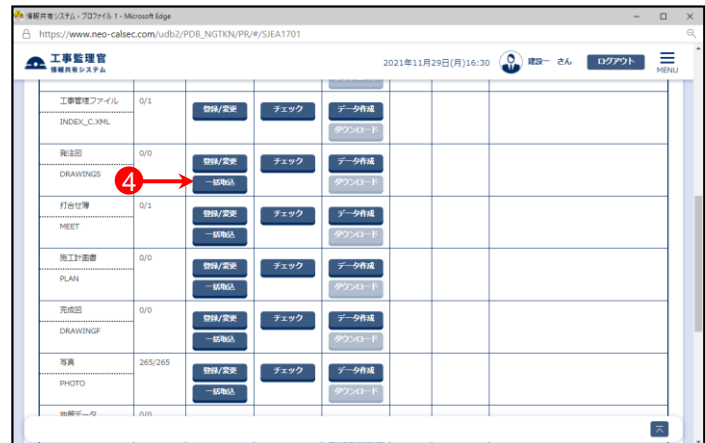 情報共有システム - プロファイル 1 - Microsoft Edge
https://www.neo-calsec.com/udb2/PDB_NGTKN/PR/#/SJEA1701
工事監理官
情報共有システム
2021年11月29日(月)16:30
建設一 さん
ログアウト
MENU
工事管理ファイル
INDEX_C.XML
0/1
登録/変更
チェック
データ作成
ダウンロード
発注図
DRAWINGS
0/0
登録/変更
一括取込
チェック
データ作成
ダウンロード
4
打合せ簿
MEET
0/1
登録/変更
一括取込
チェック
データ作成
ダウンロード
施工計画書
PLAN
0/0
登録/変更
一括取込
チェック
データ作成
ダウンロード
完成図
DRAWINGF
0/0
登録/変更
一括取込
チェック
データ作成
ダウンロード
写真
PHOTO
265/265
登録/変更
一括取込
チェック
データ作成
ダウンロード
地質データ
0/0